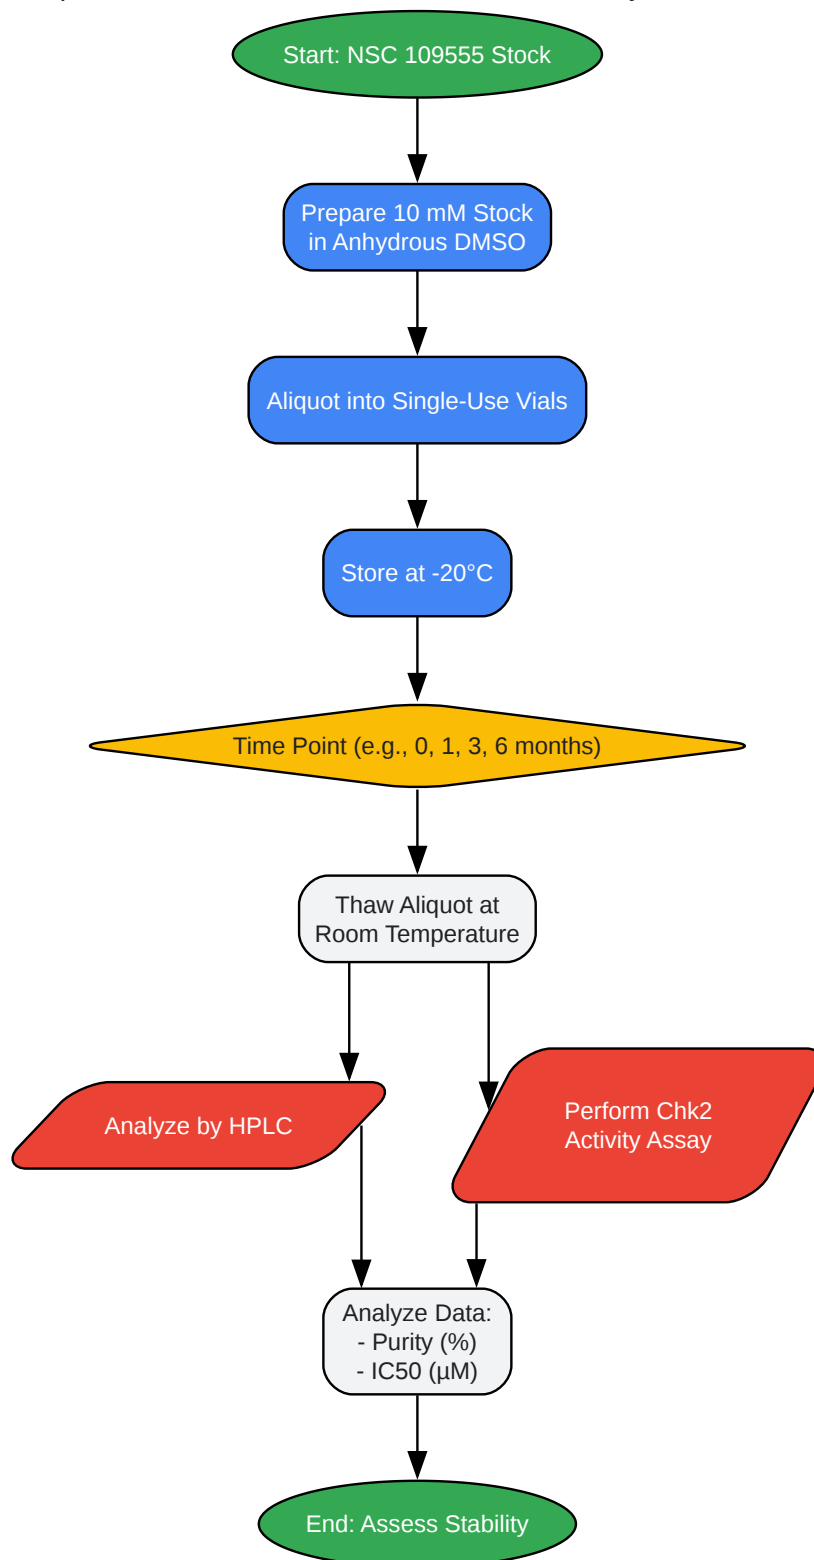 Start: NSC 109555 Stock
Prepare 10 mM Stock
in Anhydrous DMSO
Aliquot into Single-Use Vials
Store at -20°C
Time Point (e.g., 0, 1, 3, 6 months)
Thaw Aliquot at
Room Temperature
Analyze by HPLC
Perform Chk2
Activity Assay
Analyze Data:
- Purity (%)
- IC50 (µM)
End: Assess Stability